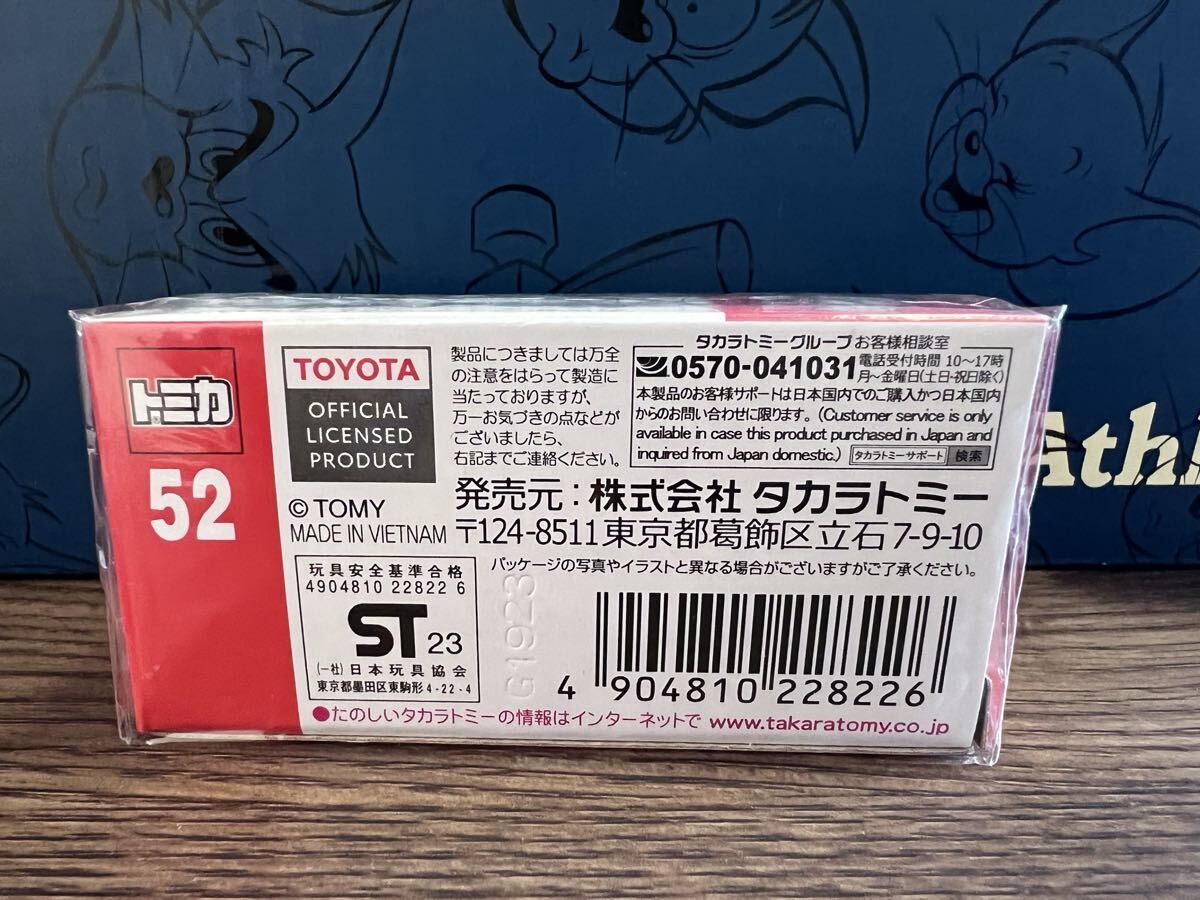 トミカ
52
TOYOTA
OFFICIAL
LICENSED
PRODUCT
© TOMY
MADE IN VIETNAM
製品につきましては万全
の注意をはらって製造に
当たっておりますが、
万一お気づきの点などが
ございましたら、
右記までご連絡ください。
タカラトミーグループ お客様相談室
0570-041031
電話受付時間 10〜17時
月〜金曜日(土日・祝日除く)
本製品のお客様サポートは日本国内でのご購入かつ日本国内
からのお問い合わせに限ります。(Customer service is only
available in case this product purchased in Japan and
inquired from Japan domestic.) タカラトミーサポート 検索
発売元：株式会社 タカラトミー
〒124-8511 東京都葛飾区立石7-9-10
パッケージの写真やイラストと異なる場合がございますがご了承ください。
玩具安全基準合格
4904810 22822 6
ST 23
(一社)日本玩具協会
東京都墨田区東駒形4-22-4
G1923
4 904810 228226
●たのしいタカラトミーの情報はインターネットで www.takaratomy.co.jp
Athl